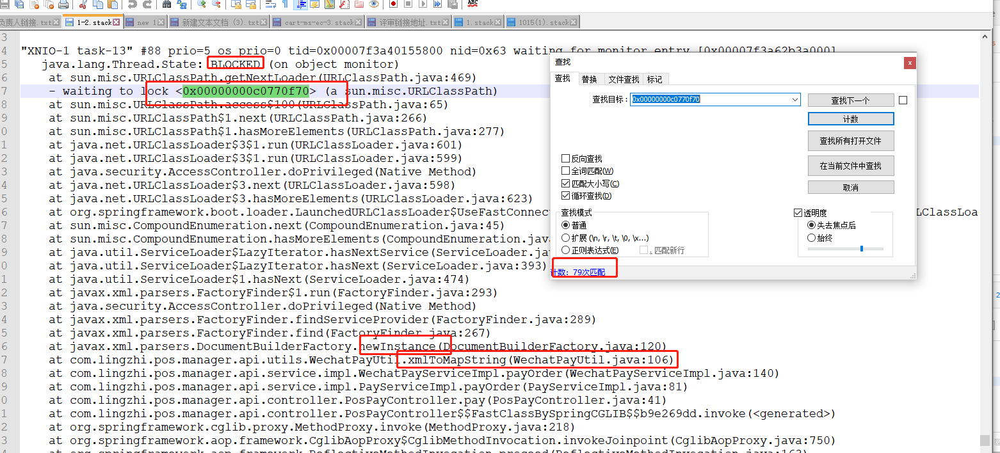 ABC
负责人链接.txt 1-2.stack new 1 新建文本文档 (3).txt cart-ms-ec-3.stack 评审链接地址.txt 1.stack 1015(1).stack
3
4 "XNIO-1 task-13" #88 prio=5 os_prio=0 tid=0x00007f3a40155800 nid=0x63 waiting for monitor entry [0x00007f3a62b3a000]
5 java.lang.Thread.State: BLOCKED (on object monitor)
6 at sun.misc.URLClassPath.getNextLoader(URLClassPath.java:469)
7 - waiting to lock <0x00000000c0770f70> (a sun.misc.URLClassPath)
8 at sun.misc.URLClassPath.access$100(URLClassPath.java:65)
9 at sun.misc.URLClassPath$1.next(URLClassPath.java:266)
0 at sun.misc.URLClassPath$1.hasMoreElements(URLClassPath.java:277)
1 at java.net.URLClassLoader$3$1.run(URLClassLoader.java:601)
2 at java.net.URLClassLoader$3$1.run(URLClassLoader.java:599)
3 at java.security.AccessController.doPrivileged(Native Method)
4 at java.net.URLClassLoader$3.next(URLClassLoader.java:598)
5 at java.net.URLClassLoader$3.hasMoreElements(URLClassLoader.java:623)
6 at org.springframework.boot.loader.LaunchedURLClassLoader$UseFastConnec LClassLoa
7 at sun.misc.CompoundEnumeration.next(CompoundEnumeration.java:45)
8 at sun.misc.CompoundEnumeration.hasMoreElements(CompoundEnumeration.jav
9 at java.util.ServiceLoader$LazyIterator.hasNextService(ServiceLoader.ja
0 at java.util.ServiceLoader$LazyIterator.hasNext(ServiceLoader.java:393)
1 at java.util.ServiceLoader$1.hasNext(ServiceLoader.java:474)
2 at javax.xml.parsers.FactoryFinder$1.run(FactoryFinder.java:293)
3 at java.security.AccessController.doPrivileged(Native Method)
4 at javax.xml.parsers.FactoryFinder.findServiceProvider(FactoryFinder.java:289)
5 at javax.xml.parsers.FactoryFinder.find(FactoryFinder.java:267)
6 at javax.xml.parsers.DocumentBuilderFactory.newInstance(DocumentBuilderFactory.java:120)
7 at com.lingzhi.pos.manager.api.utils.WechatPayUtil.xmlToMapString(WechatPayUtil.java:106)
8 at com.lingzhi.pos.manager.api.service.impl.WechatPayServiceImpl.payOrder(WechatPayServiceImpl.java:140)
9 at com.lingzhi.pos.manager.api.service.impl.PayServiceImpl.payOrder(PayServiceImpl.java:81)
0 at com.lingzhi.pos.manager.api.controller.PosPayController.pay(PosPayController.java:41)
1 at com.lingzhi.pos.manager.api.controller.PosPayController$$FastClassBySpringCGLIB$$b9e269dd.invoke(<generated>)
2 at org.springframework.cglib.proxy.MethodProxy.invoke(MethodProxy.java:218)
3 at org.springframework.aop.framework.CglibAopProxy$CglibMethodInvocation.invokeJoinpoint(CglibAopProxy.java:750)
at org.springframework.aop.framework.ReflectiveMethodInvocation.proceed(ReflectiveMethodInvocation.java:163)
查找
查找 替换 文件查找 标记
查找目标： 0x00000000c0770f70
查找下一个
计数
查找所有打开文件
在当前文件中查找
取消
反向查找
全词匹配(W)
匹配大小写(C)
循环查找(D)
查找模式
普通
扩展 (\n, \r, \t, \0, \x...)
正则表达式(E) . 匹配新行
透明度
失去焦点后
始终
计数：79次匹配